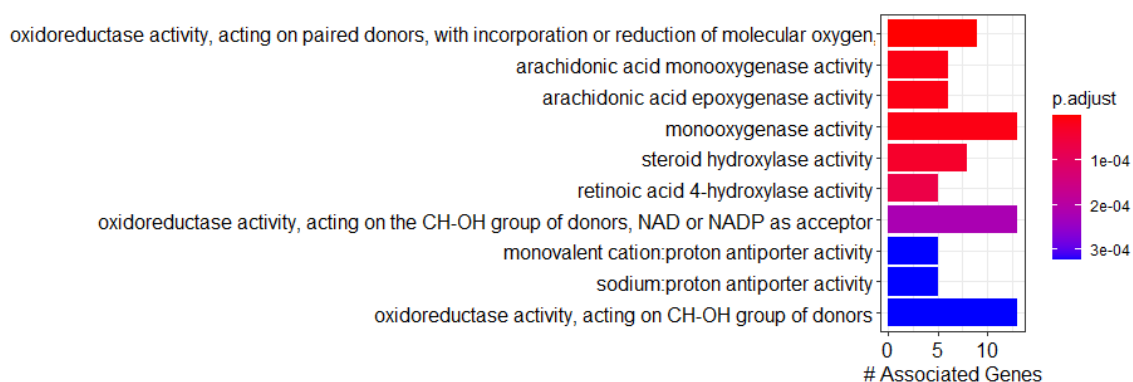 oxidoreductase activity, acting on paired donors, with incorporation or reduction of molecular oxygen,
arachidonic acid monooxygenase activity
arachidonic acid epoxygenase activity
monooxygenase activity
steroid hydroxylase activity
retinoic acid 4-hydroxylase activity
oxidoreductase activity, acting on the CH-OH group of donors, NAD or NADP as acceptor
monovalent cation:proton antiporter activity
sodium:proton antiporter activity
oxidoreductase activity, acting on CH-OH group of donors
0 5 10
# Associated Genes
p.adjust
1e-04
2e-04
3e-04